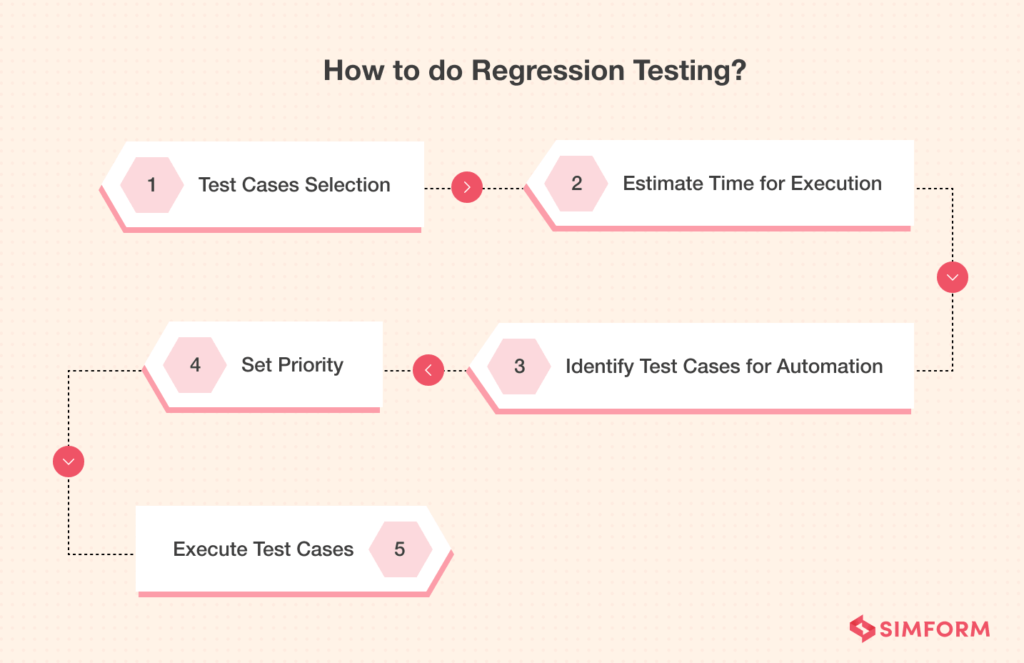 How to do Regression Testing?
1 Test Cases Selection
2 Estimate Time for Execution
3 Identify Test Cases for Automation
4 Set Priority
Execute Test Cases 5
SIMFORM